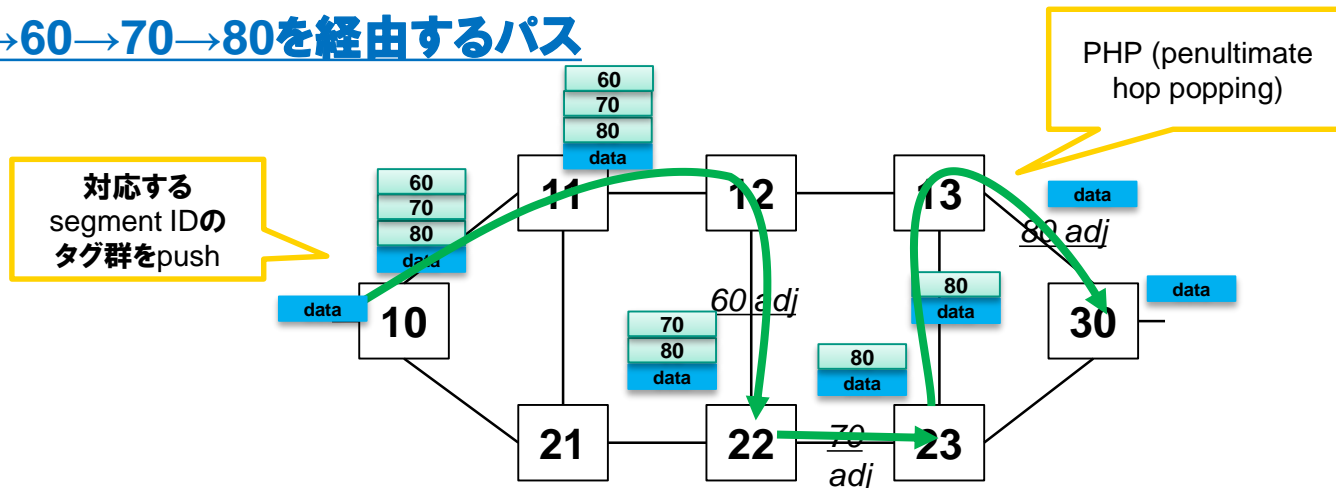 →60→70→80を経由するパス
PHP (penultimate
hop popping)
対応する
segment IDの
タグ群をpush
60
70
80
data
60
70
80
data
11
12
13
data
80 adj
data
10
60 adj
80
data
data
30
70
80
data
80
data
21
22
70
adj
23